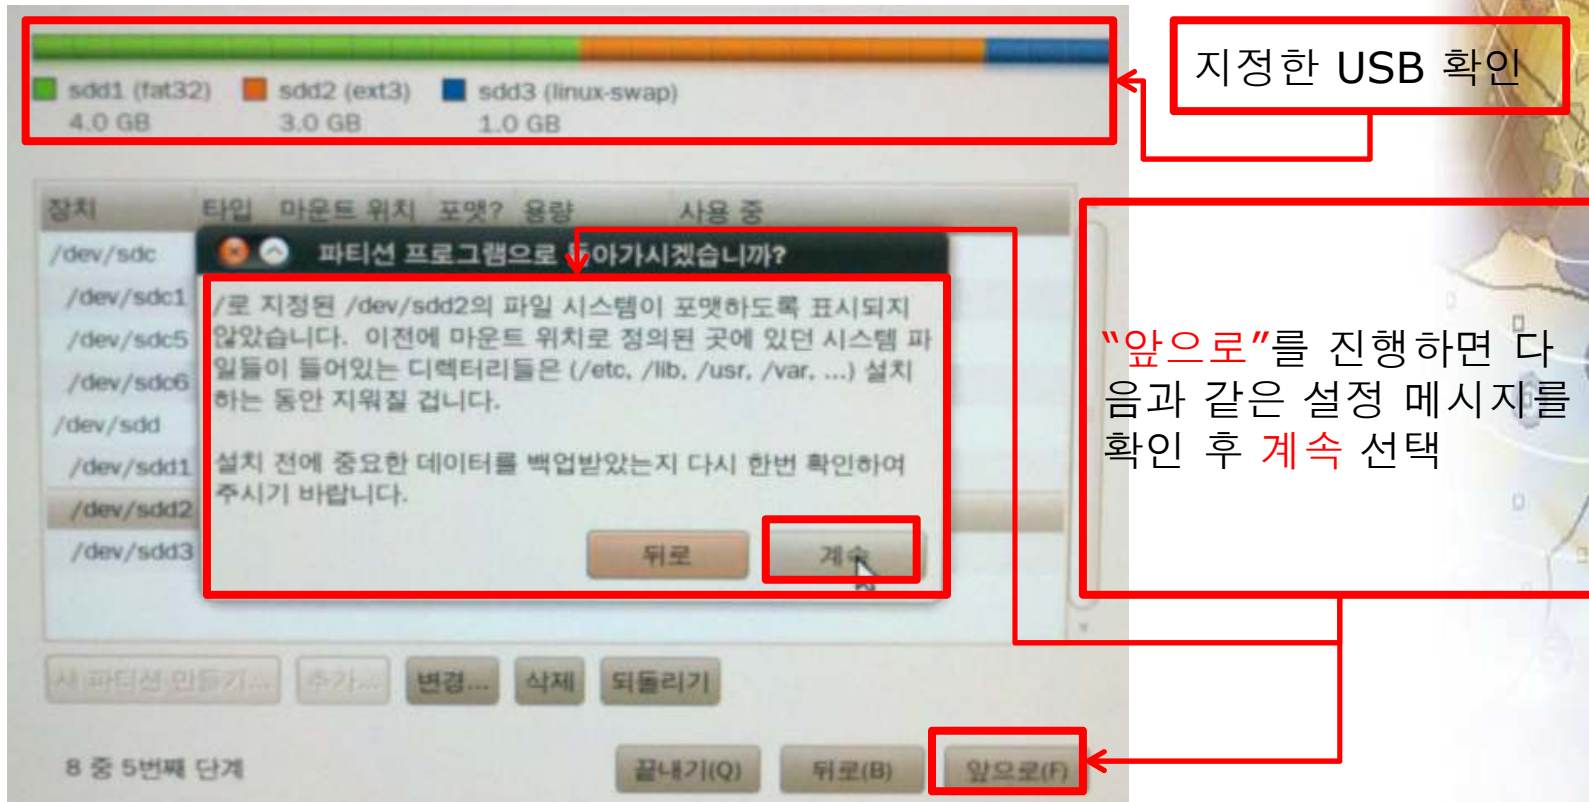 sdd1 (fat32) sdd2 (ext3) sdd3 (linux-swap)
4.0 GB 3.0 GB 1.0 GB
지정한 USB 확인
장치 타입 마운트 위치 포맷? 용량 사용 중
/dev/sdc
/dev/sdc1
/dev/sdc5
/dev/sdc6
/dev/sdd
/dev/sdd1
/dev/sdd2
/dev/sdd3
파티션 프로그램으로 돌아가시겠습니까?
/로 지정된 /dev/sdd2의 파일 시스템이 포맷하도록 표시되지
않았습니다. 이전에 마운트 위치로 정의된 곳에 있던 시스템 파
일들이 들어있는 디렉터리들은 (/etc, /lib, /usr, /var, ...) 설치
하는 동안 지워질 겁니다.
설치 전에 중요한 데이터를 백업받았는지 다시 한번 확인하여
주시기 바랍니다.
뒤로 계속
“앞으로”를 진행하면 다
음과 같은 설정 메시지를
확인 후 계속 선택
새 파티션 만들기... 추가... 변경... 삭제 되돌리기
8 중 5번째 단계
끝내기(Q) 뒤로(B) 앞으로(F)